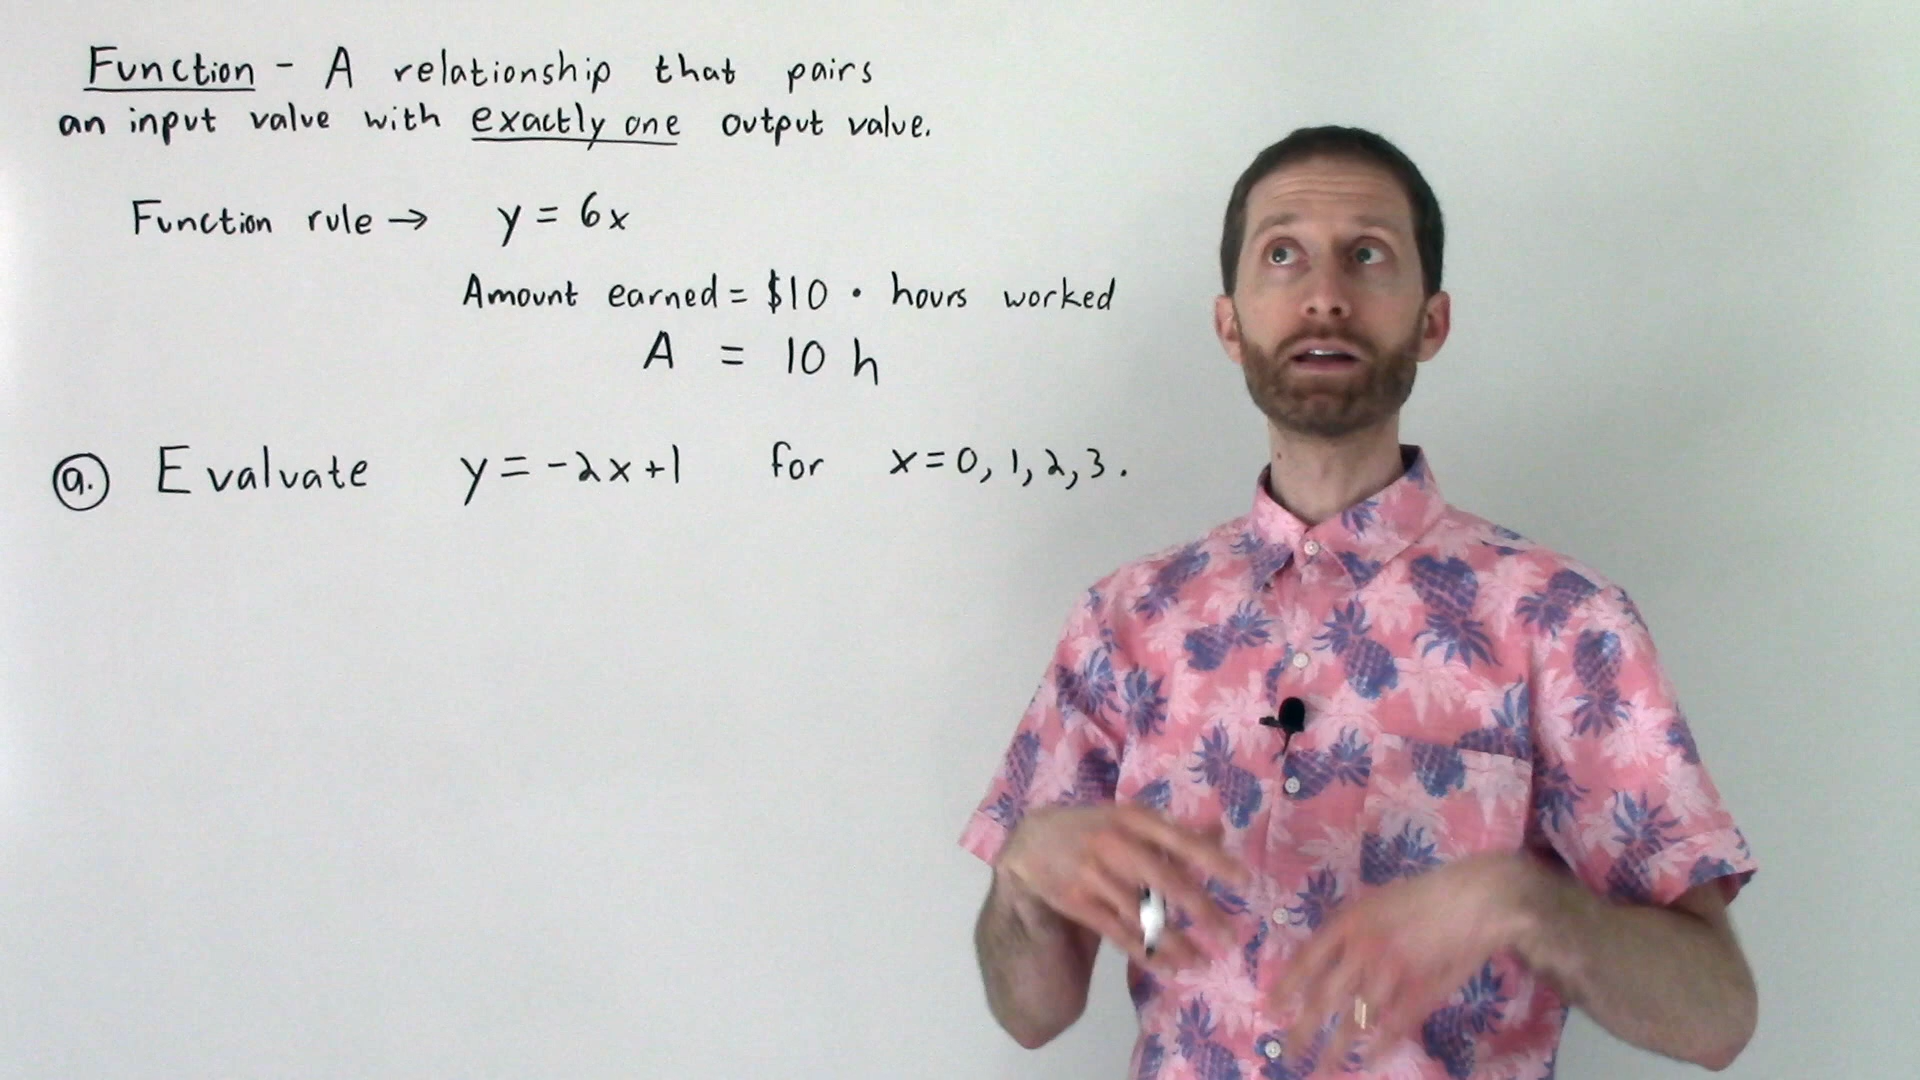 Function - A relationship that pairs
an input value with exactly one output value.
Function rule → y = 6x
Amount earned = $10 · hours worked
A = 10 h
a. Evaluate y = -2x+1 for x = 0, 1, 2, 3.